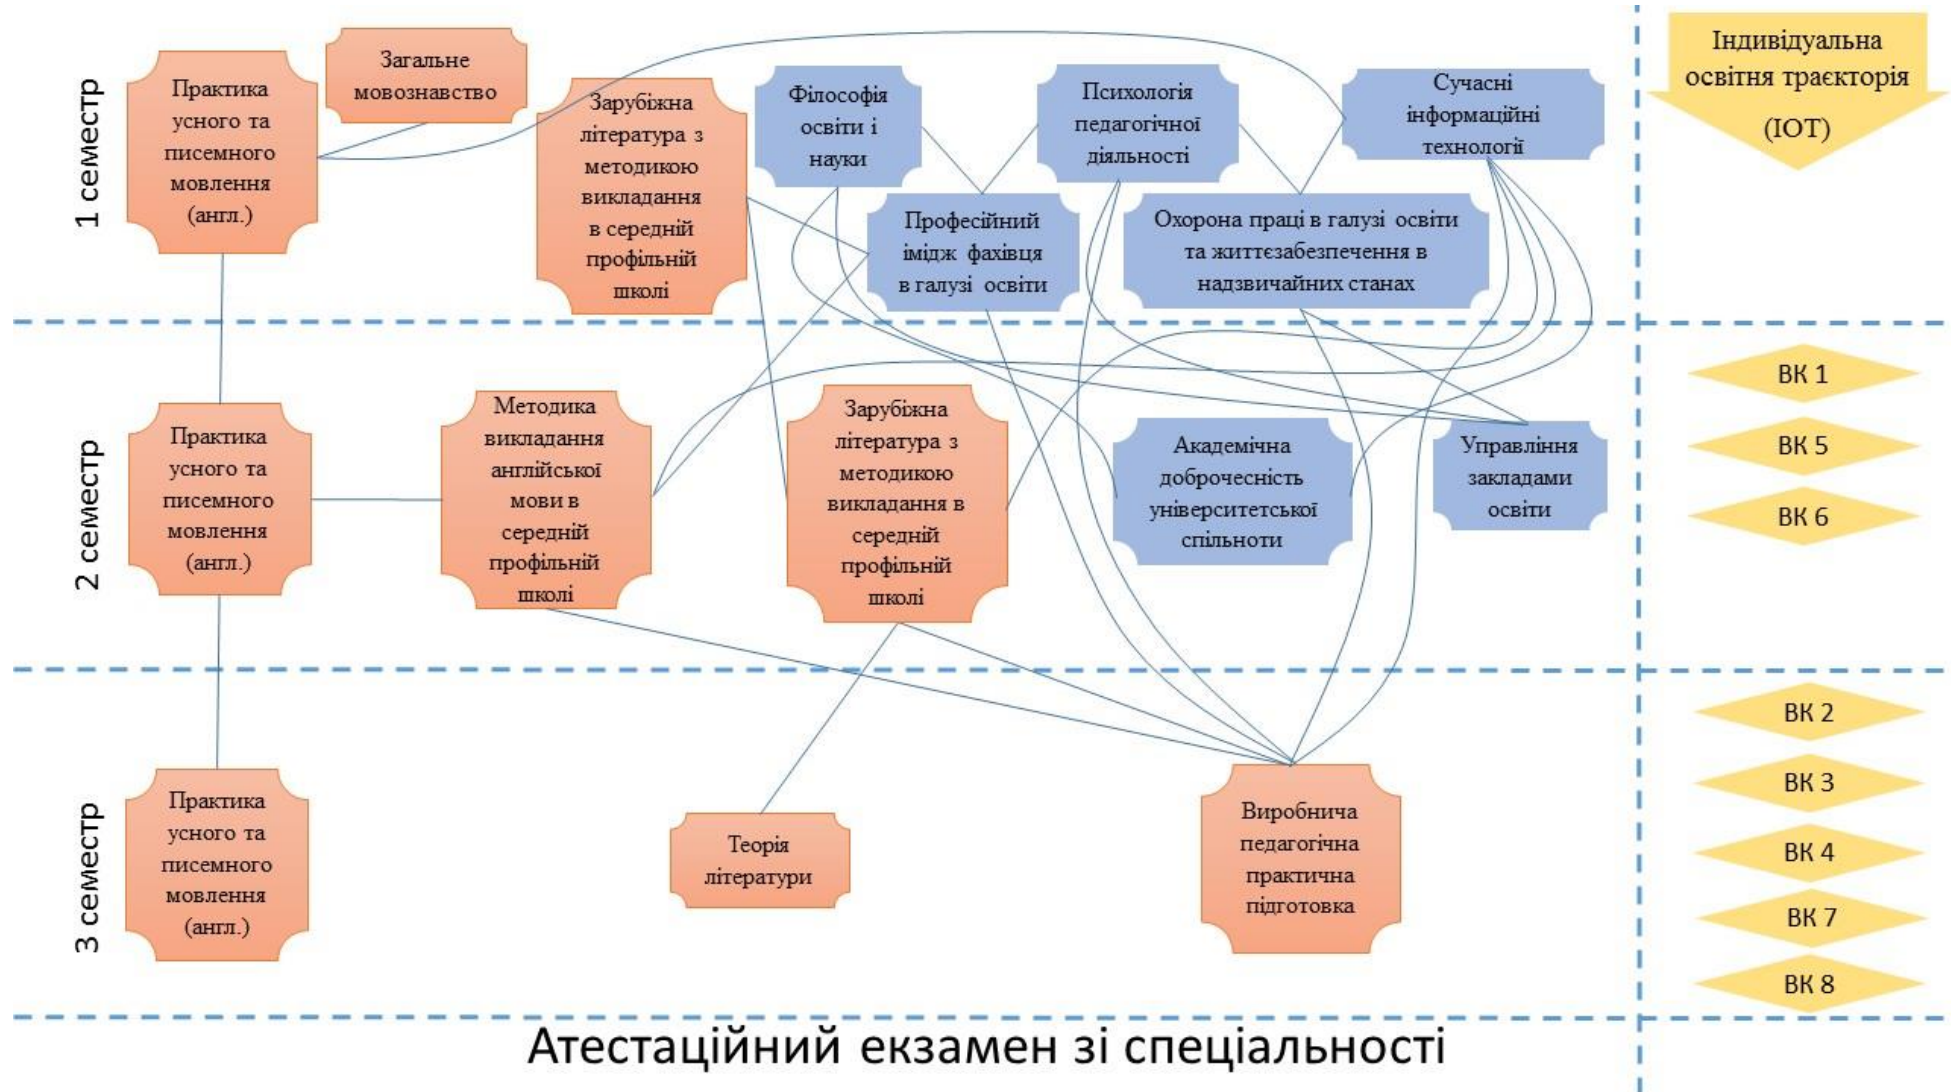 1 семестр
Практика
усного та
писемного
мовлення
(англ.)
Загальне
мовознавство
Зарубіжна
література з
методикою
викладання
в середній
профільній
школі
Філософія
освіти і
науки
Психологія
педагогічної
діяльності
Сучасні
інформаційні
технології
Професійний
імідж фахівця
в галузі освіти
Охорона праці в галузі освіти
та життєзабезпечення в
надзвичайних станах
Індивідуальна
освітня траєкторія
(ІОТ)
2 семестр
Практика
усного та
писемного
мовлення
(англ.)
Методика
викладання
англійської
мови в
середній
профільній
школі
Зарубіжна
література з
методикою
викладання в
середній
профільній
школі
Академічна
доброчесність
університетської
спільноти
Управління
закладами
освіти
ВК 1
ВК 5
ВК 6
3 семестр
Практика
усного та
писемного
мовлення
(англ.)
Теорія
літератури
Виробнича
педагогічна
практична
підготовка
ВК 2
ВК 3
ВК 4
ВК 7
ВК 8
Атестаційний екзамен зі спеціальності